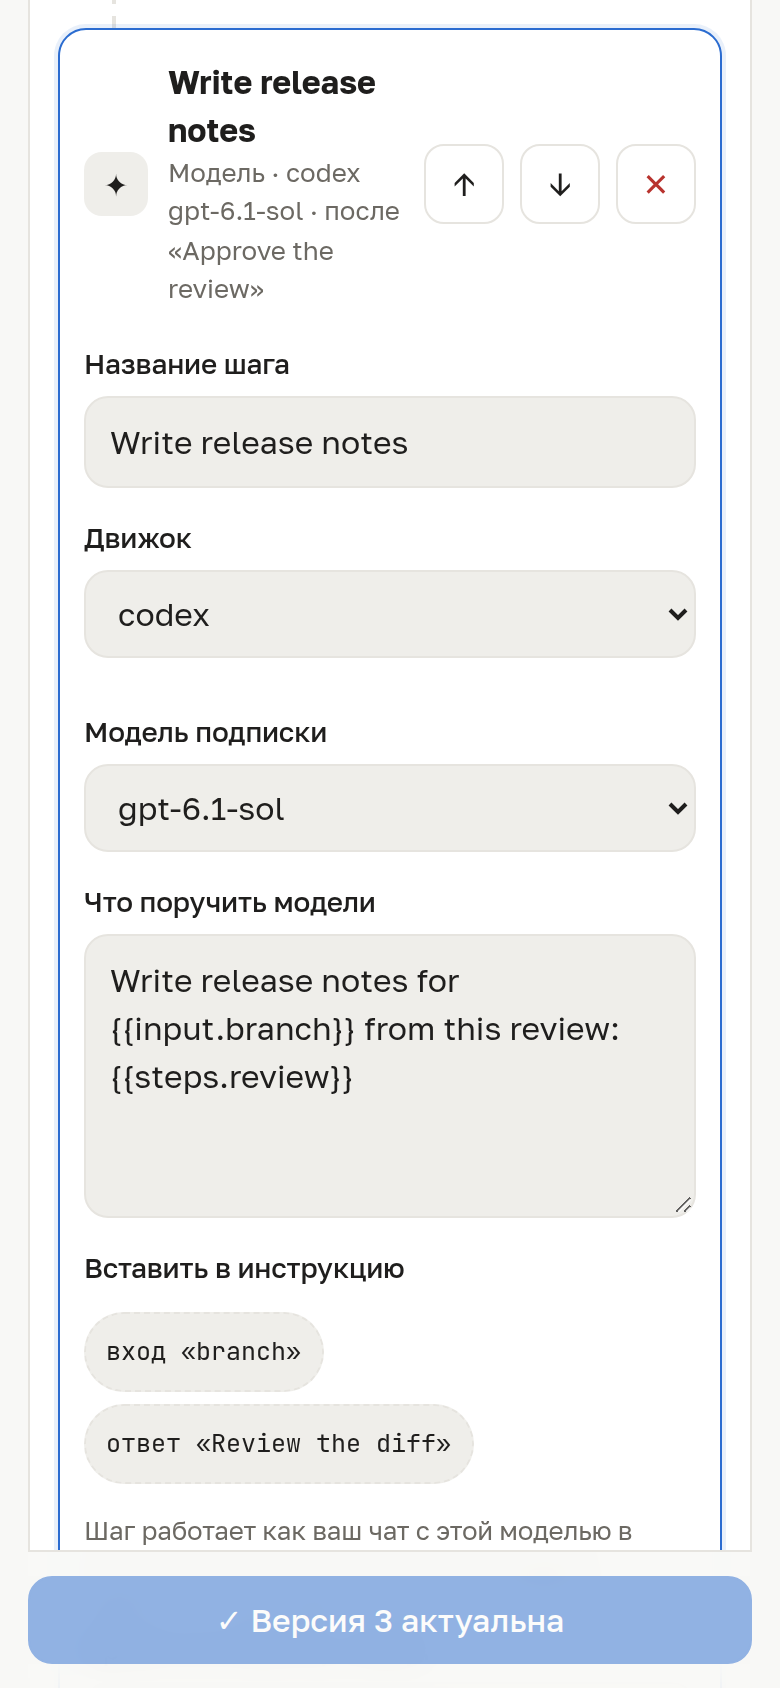 Write release
notes
Модель · codex
gpt-6.1-sol · после
«Approve the
review»
Название шага
Write release notes
Движок
codex
Модель подписки
gpt-6.1-sol
Что поручить модели
Write release notes for
{{input.branch}} from this review:
{{steps.review}}
Вставить в инструкцию
вход «branch»
ответ «Review the diff»
Шаг работает как ваш чат с этой моделью в
✓ Версия 3 актуальна